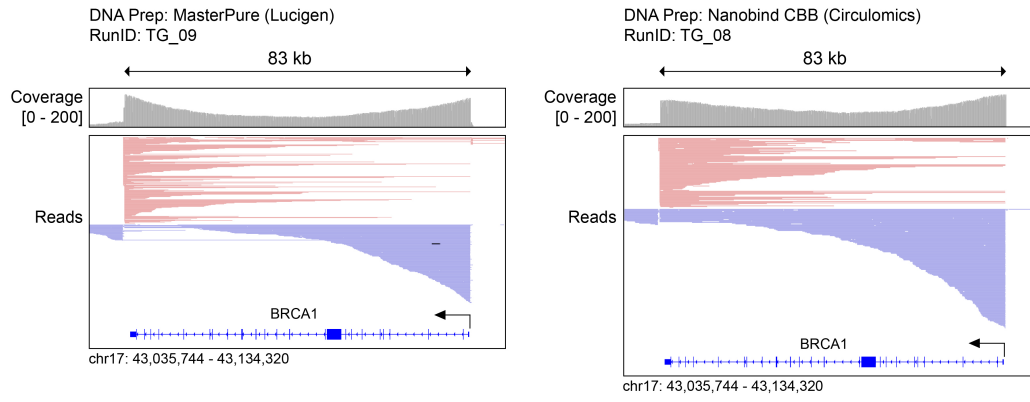 DNA Prep: MasterPure (Lucigen)
RunID: TG_09
83 kb
Coverage
[0 - 200]
Reads
BRCA1
chr17: 43,035,744 - 43,134,320
DNA Prep: Nanobind CBB (Circulomics)
RunID: TG_08
83 kb
Coverage
[0 - 200]
Reads
BRCA1
chr17: 43,035,744 - 43,134,320